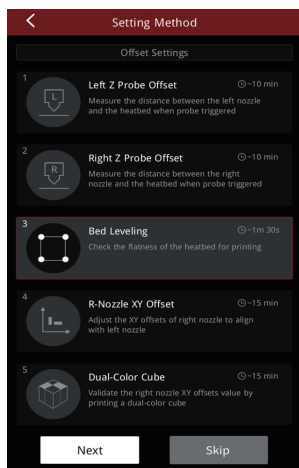 Setting Method
Offset Settings
1
L
Left Z Probe Offset
~10 min
Measure the distance between the left nozzle
and the heatbed when probe triggered
2
R
Right Z Probe Offset
~10 min
Measure the distance between the right
nozzle and the heatbed when probe triggered
3
Bed Leveling
~1m 30s
Check the flatness of the heatbed for printing
4
R-Nozzle XY Offset
~15 min
Adjust the XY offsets of right nozzle to align
with left nozzle
5
Dual-Color Cube
~15 min
Validate the right nozzle XY offsets value by
printing a dual-color cube
Next
Skip